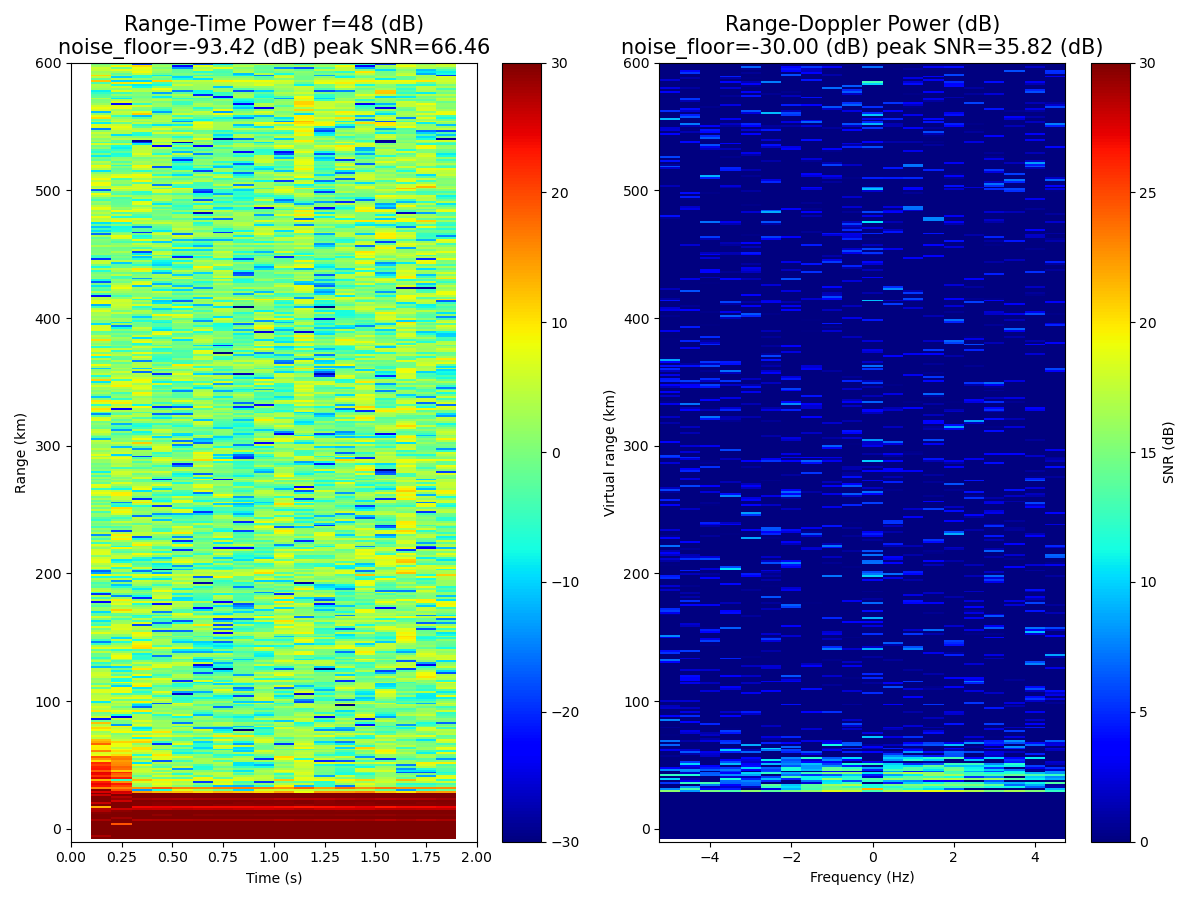 Range-Time Power f=48 (dB)
noise_floor=-93.42 (dB) peak SNR=66.46
Range-Doppler Power (dB)
noise_floor=-30.00 (dB) peak SNR=35.82 (dB)
600
500
400
300
200
100
0
Range (km)
0.00 0.25 0.50 0.75 1.00 1.25 1.50 1.75 2.00
Time (s)
30
20
10
0
−10
−20
−30
600
500
400
300
200
100
0
Virtual range (km)
−4 −2 0 2 4
Frequency (Hz)
30
25
20
15
10
5
0
SNR (dB)